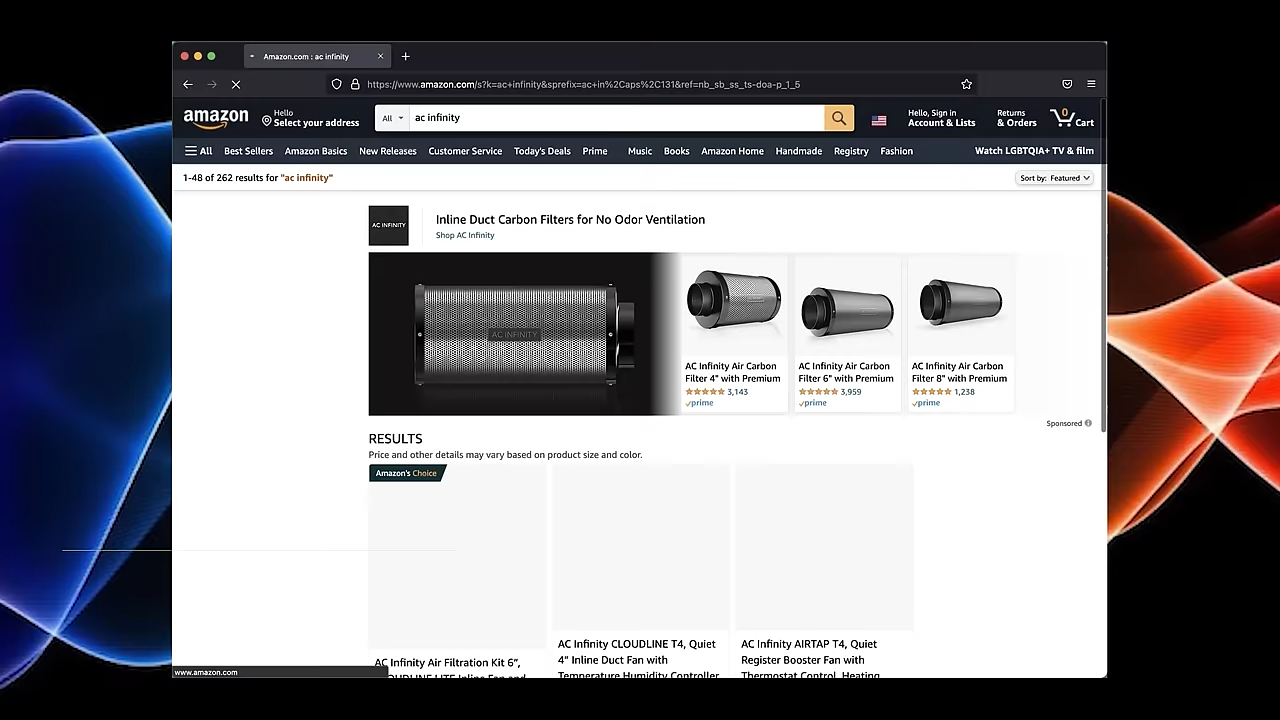 Amazon.com : ac infinity
https://www.amazon.com/s?k=ac+infinity&sprefix=ac+in%2Caps%2C131&ref=nb_sb_ss_ts-doa-p_1_5
amazon
Hello
Select your address
All
ac infinity
Hello, Sign in
Account & Lists
Returns
& Orders
0
Cart
All
Best Sellers
Amazon Basics
New Releases
Customer Service
Today's Deals
Prime
Music
Books
Amazon Home
Handmade
Registry
Fashion
Watch LGBTQIA+ TV & film
1-48 of 262 results for "ac infinity"
Sort by: Featured
AC INFINITY
Inline Duct Carbon Filters for No Odor Ventilation
Shop AC Infinity
AC INFINITY
AC Infinity Air Carbon
Filter 4" with Premium
3,143
prime
AC Infinity Air Carbon
Filter 6" with Premium
3,959
prime
AC Infinity Air Carbon
Filter 8" with Premium
1,238
prime
Sponsored
RESULTS
Price and other details may vary based on product size and color.
Amazon's Choice
AC Infinity Air Filtration Kit 6",
CLOUDLINE LITE Inline Fan and
AC Infinity CLOUDLINE T4, Quiet
4" Inline Duct Fan with
Temperature Humidity Controller
AC Infinity AIRTAP T4, Quiet
Register Booster Fan with
Thermostat Control, Heating
www.amazon.com